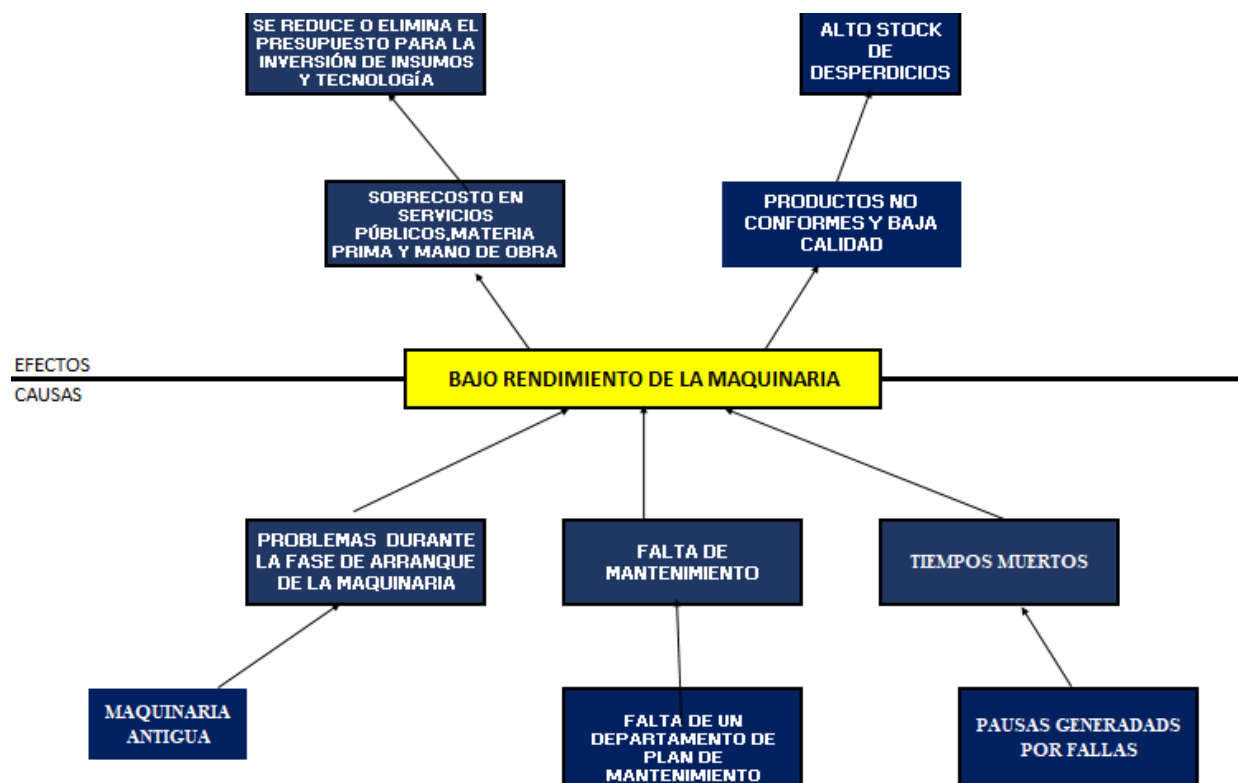 SE REDUCE O ELIMINA EL
PRESUPUESTO PARA LA
INVERSIÓN DE INSUMOS
Y TECNOLOGÍA
ALTO STOCK
DE
DESPERDICIOS
SOBRECOSTO EN
SERVICIOS
PÚBLICOS,MATERIA
PRIMA Y MANO DE OBRA
PRODUCTOS NO
CONFORMES Y BAJA
CALIDAD
EFECTOS
CAUSAS
BAJO RENDIMIENTO DE LA MAQUINARIA
PROBLEMAS DURANTE
LA FASE DE ARRANQUE
DE LA MAQUINARIA
FALTA DE
MANTENIMIENTO
TIEMPOS MUERTOS
MAQUINARIA
ANTIGUA
FALTA DE UN
DEPARTAMENTO DE
PLAN DE
MANTENIMIENTO
PAUSAS GENERADADS
POR FALLAS